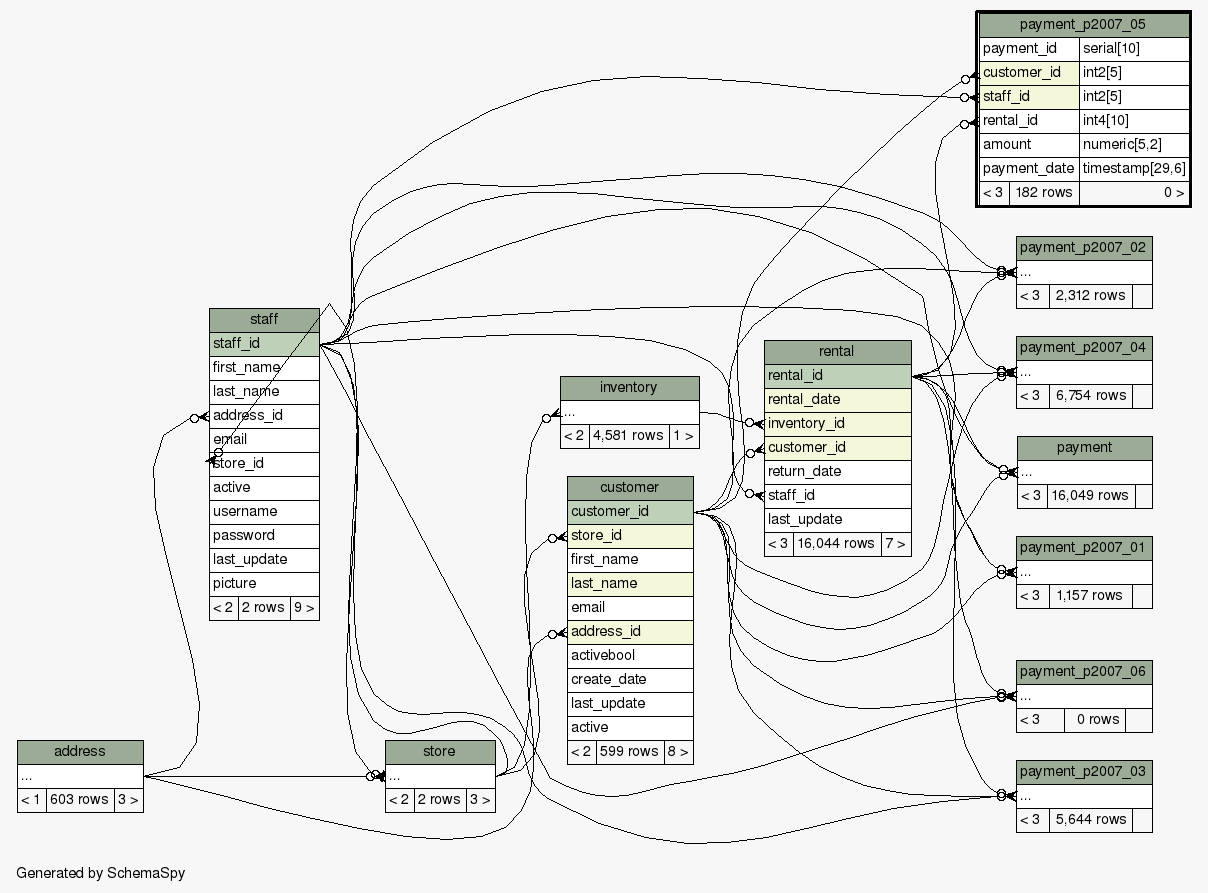 payment_p2007_05
payment_id serial[10]
customer_id int2[5]
staff_id int2[5]
rental_id int4[10]
amount numeric[5,2]
payment_date timestamp[29,6]
< 3 182 rows 0 >
payment_p2007_02
...
< 3 2,312 rows
staff
staff_id
first_name
last_name
address_id
email
store_id
active
username
password
last_update
picture
< 2 2 rows 9 >
payment_p2007_04
...
< 3 6,754 rows
rental
rental_id
rental_date
inventory_id
customer_id
return_date
staff_id
last_update
< 3 16,044 rows 7 >
inventory
...
< 2 4,581 rows 1 >
payment
...
< 3 16,049 rows
customer
customer_id
store_id
first_name
last_name
email
address_id
activebool
create_date
last_update
active
< 2 599 rows 8 >
payment_p2007_01
...
< 3 1,157 rows
payment_p2007_06
...
< 3 0 rows
address
...
< 1 603 rows 3 >
store
...
< 2 2 rows 3 >
payment_p2007_03
...
< 3 5,644 rows
Generated by SchemaSpy